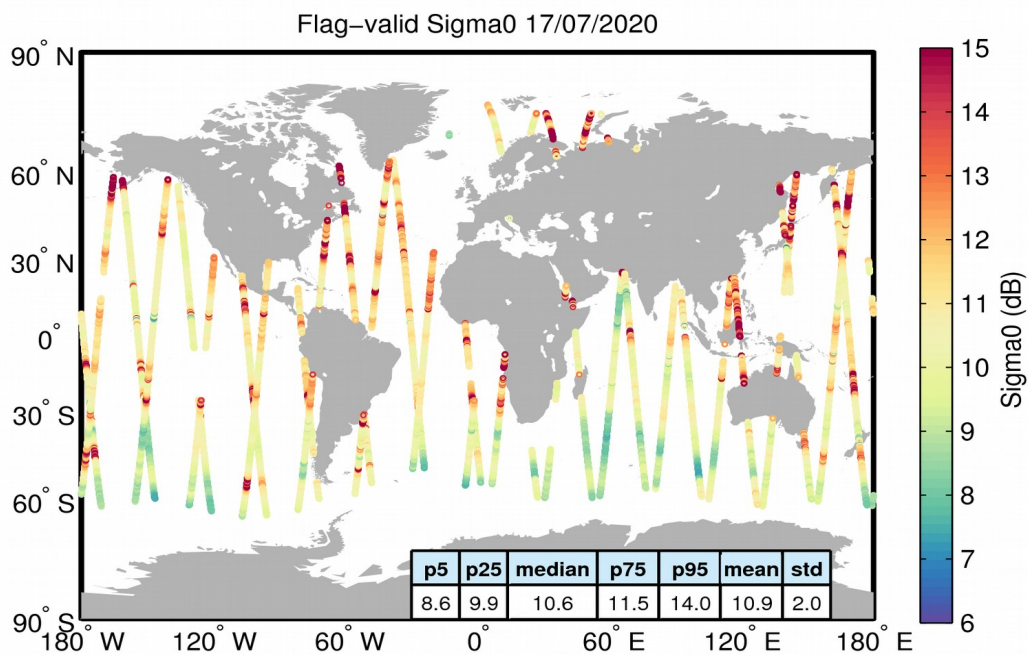 Flag−valid Sigma0 17/07/2020
90° N
60° N
30° N
0°
30° S
60° S
90° S
180° W
120° W
60° W
0°
60° E
120° E
180° E
p5 p25 median p75 p95 mean std
8.6 9.9 10.6 11.5 14.0 10.9 2.0
15
14
13
12
11
10
9
8
7
6
Sigma0 (dB)